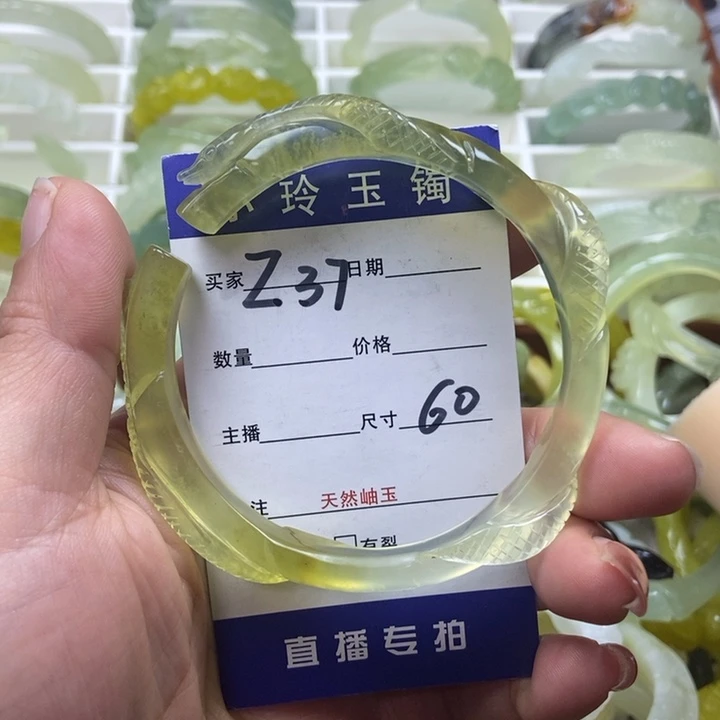 玲玉镯
买家 Z37 日期
数量 价格
主播 尺寸 60
注 天然岫玉
有裂
直播专拍